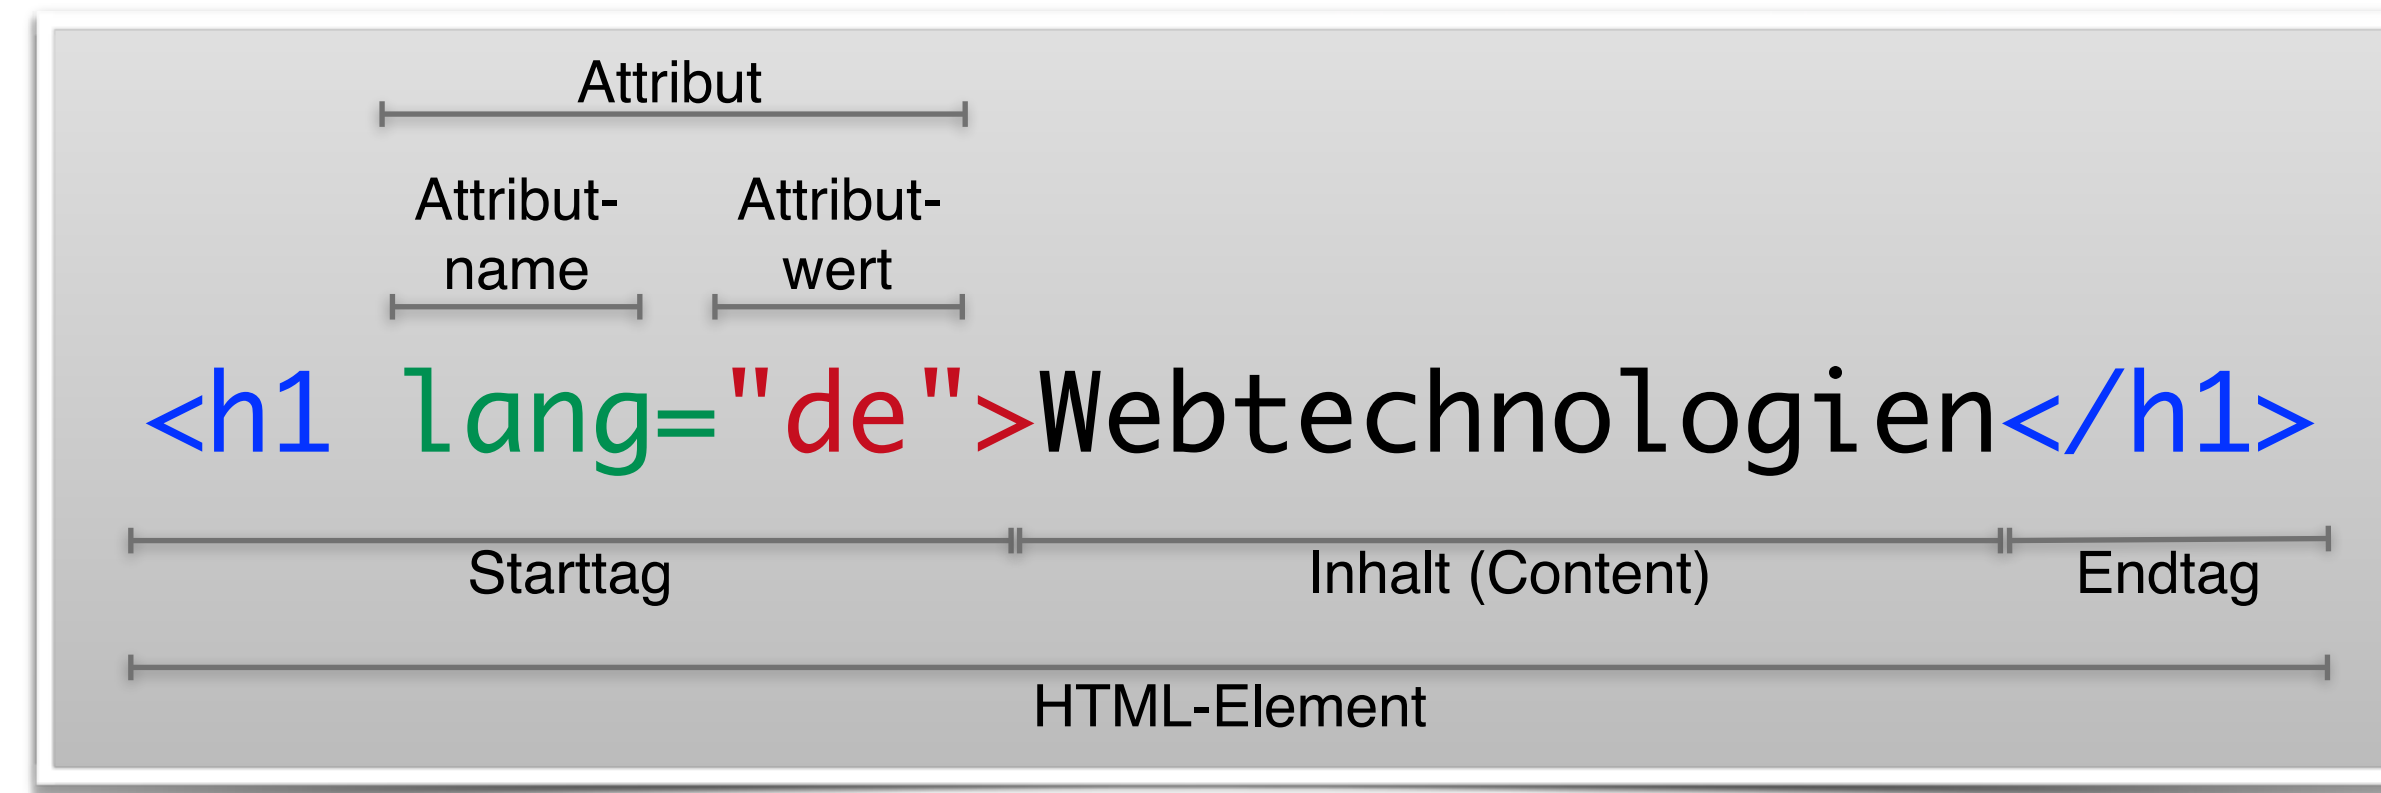 Attribut
Attribut-
name
Attribut-
wert
<h1 lang="de">Webtechnologien</h1>
Starttag
Inhalt (Content)
Endtag
HTML-Element